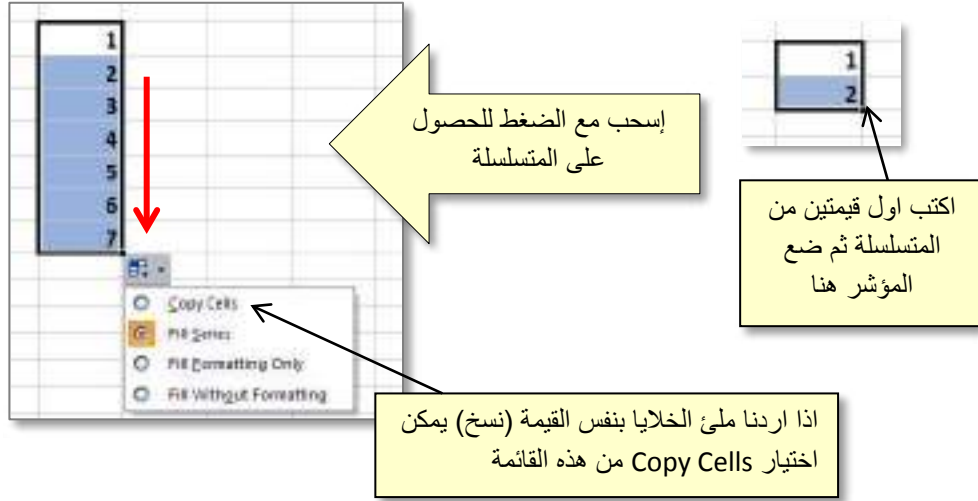 1
2
اكتب اول قيمتين من
المتسلسلة ثم ضع
المؤشر هنا
إسحب مع الضغط للحصول
على المتسلسلة
1
2
3
4
5
6
7
Copy Cells
Fill Series
Fill Formatting Only
Fill Without Formatting
اذا اردنا ملئ الخلايا بنفس القيمة (نسخ) يمكن
اختيار Copy Cells من هذه القائمة